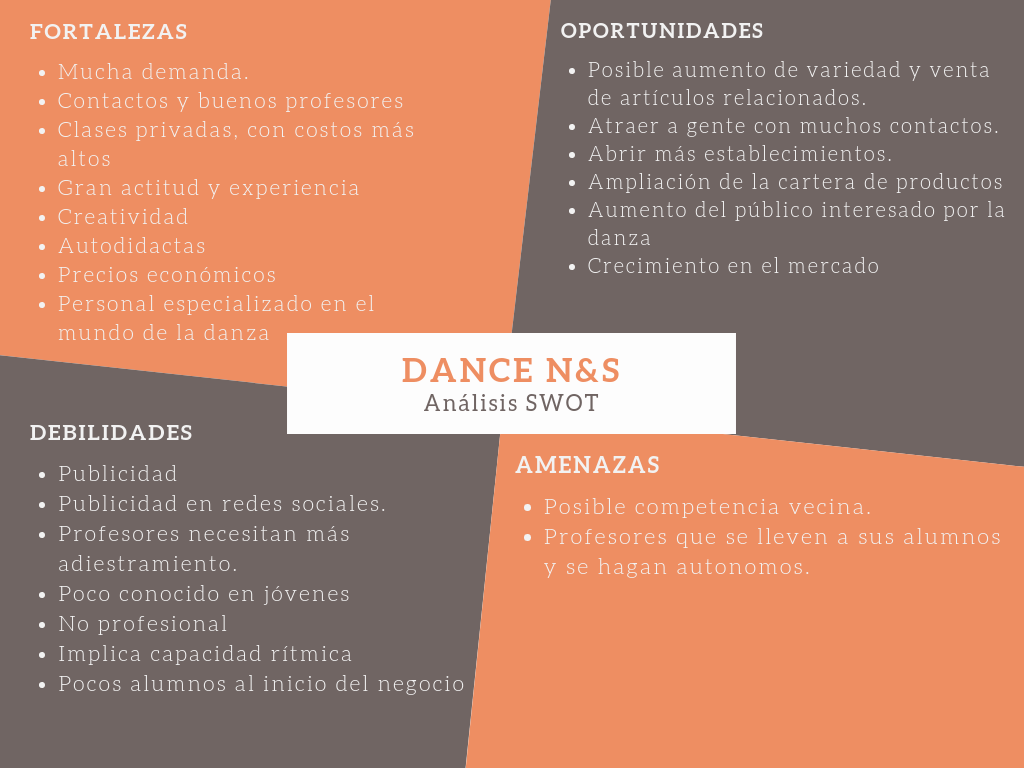 FORTALEZAS
• Mucha demanda.
• Contactos y buenos profesores
• Clases privadas, con costos más
altos
• Gran actitud y experiencia
• Creatividad
• Autodidactas
• Precios económicos
• Personal especializado en el
mundo de la danza
OPORTUNIDADES
• Posible aumento de variedad y venta
de artículos relacionados.
• Atraer a gente con muchos contactos.
• Abrir más establecimientos.
• Ampliación de la cartera de productos
• Aumento del público interesado por la
danza
• Crecimiento en el mercado
DANCE N&S
Análisis SWOT
DEBILIDADES
• Publicidad
• Publicidad en redes sociales.
• Profesores necesitan más
adiestramiento.
• Poco conocido en jóvenes
• No profesional
• Implica capacidad rítmica
• Pocos alumnos al inicio del negocio
AMENAZAS
• Posible competencia vecina.
• Profesores que se lleven a sus alumnos
y se hagan autonomos.